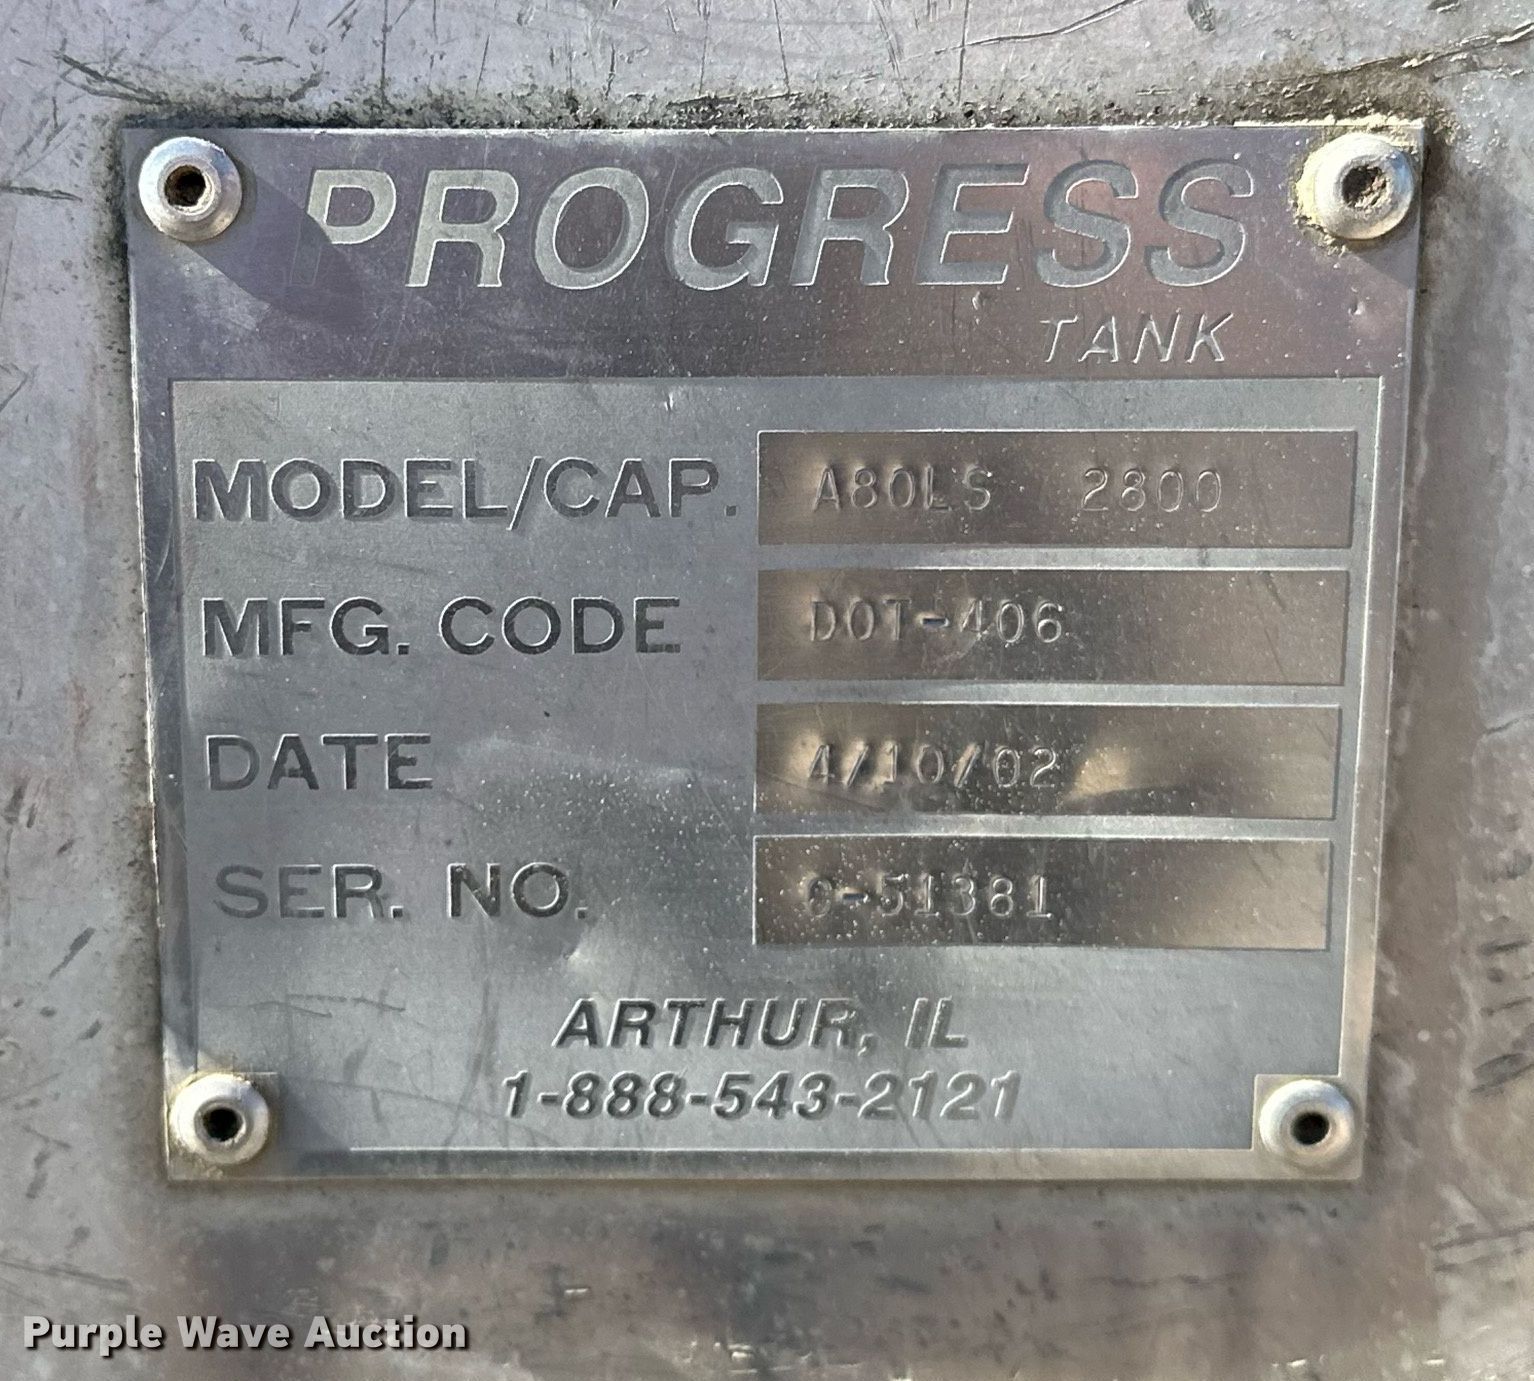 PROGRESS
TANK
MODEL/CAP. A80LS 2800
MFG. CODE DOT-406
DATE 4/10/02
SER. NO. C-51381
ARTHUR, IL
1-888-543-2121
Purple Wave Auction